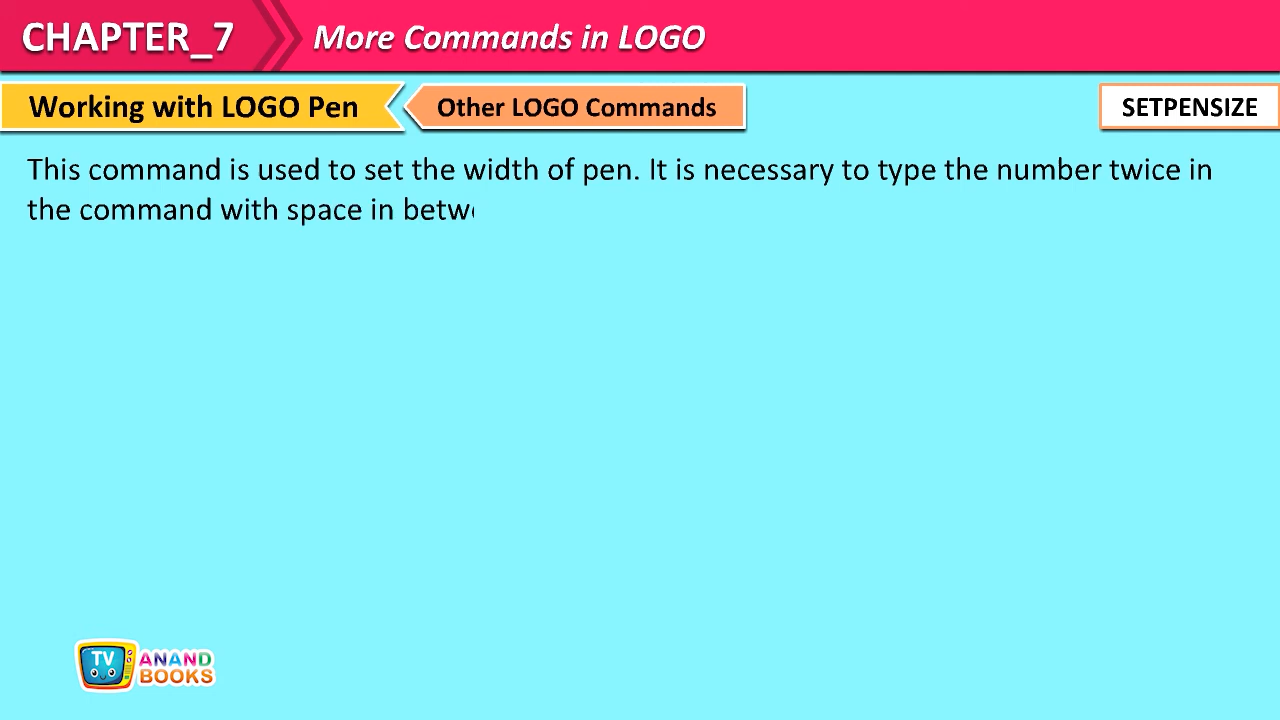 CHAPTER_7
More Commands in LOGO
Working with LOGO Pen
Other LOGO Commands
SETPENSIZE
This command is used to set the width of pen. It is necessary to type the number twice in
the command with space in
TV
ANAND
BOOKS